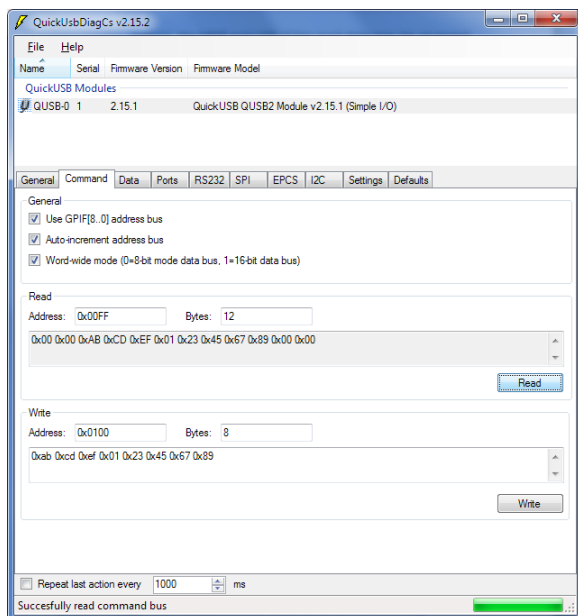 QuickUsbDiagCs v2.15.2
File Help
Name Serial Firmware Version Firmware Model
QuickUSB Modules
QUSB-0 1 2.15.1 QuickUSB QUSB2 Module v2.15.1 (Simple I/O)
General Command Data Ports RS232 SPI EPCS I2C Settings Defaults
General
Use GPIF[8..0] address bus
Auto-increment address bus
Word-wide mode (0=8-bit mode data bus, 1=16-bit data bus)
Read
Address: 0x00FF Bytes: 12
0x00 0x00 0xAB 0xCD 0xEF 0x01 0x23 0x45 0x67 0x89 0x00 0x00
Read
Write
Address: 0x0100 Bytes: 8
0xab 0xcd 0xef 0x01 0x23 0x45 0x67 0x89
Write
Repeat last action every 1000 ms
Succesfully read command bus